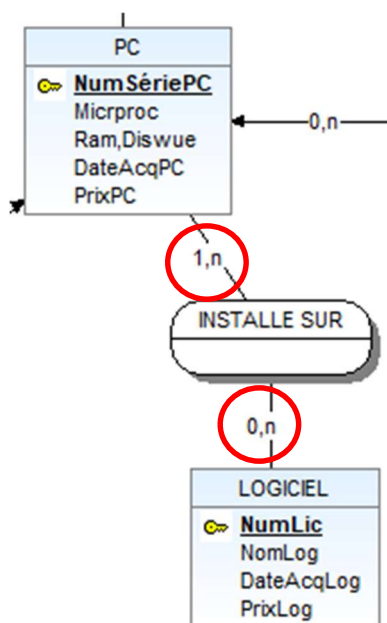 PC
NumSériePC
Micrproc
Ram,Diswue
DateAcqPC
PrixPC
0,n
1,n
INSTALLE SUR
0,n
LOGICIEL
NumLic
NomLog
DateAcqLog
PrixLog